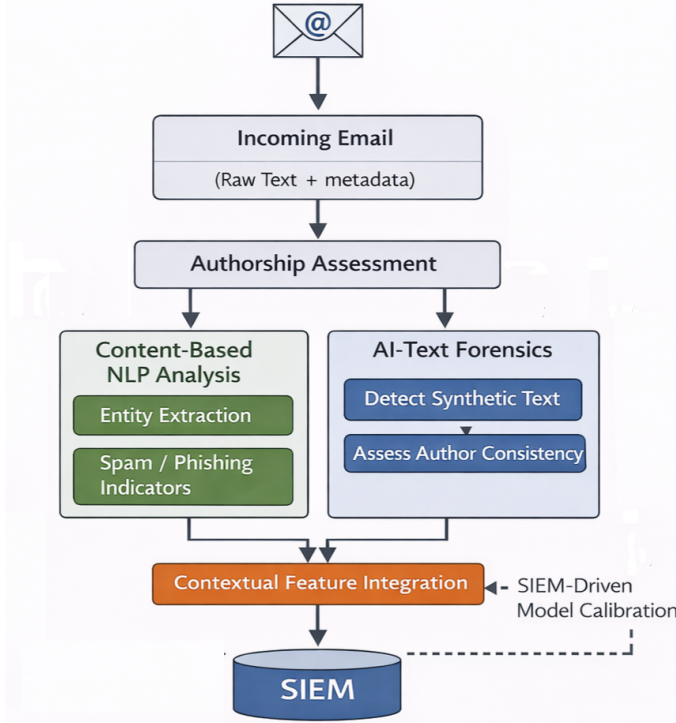 @
Incoming Email
(Raw Text + metadata)
Authorship Assessment
Content-Based
NLP Analysis
Entity Extraction
Spam / Phishing
Indicators
AI-Text Forensics
Detect Synthetic Text
Assess Author Consistency
Contextual Feature Integration
SIEM-Driven
Model Calibration
SIEM